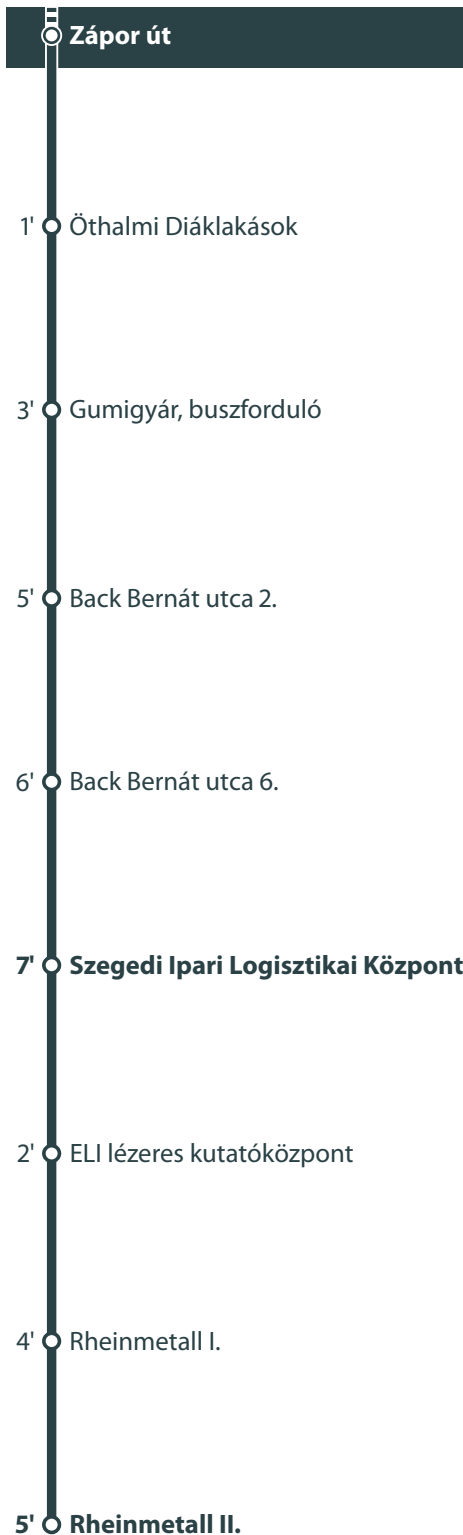 Zápor út
1' Öthalmi Diáklakások
3' Gumigyár, buszforduló
5' Back Bernát utca 2.
6' Back Bernát utca 6.
7' Szegedi Ipari Logisztikai Központ
2' ELI lézeres kutatóközpont
4' Rheinmetall I.
5' Rheinmetall II.